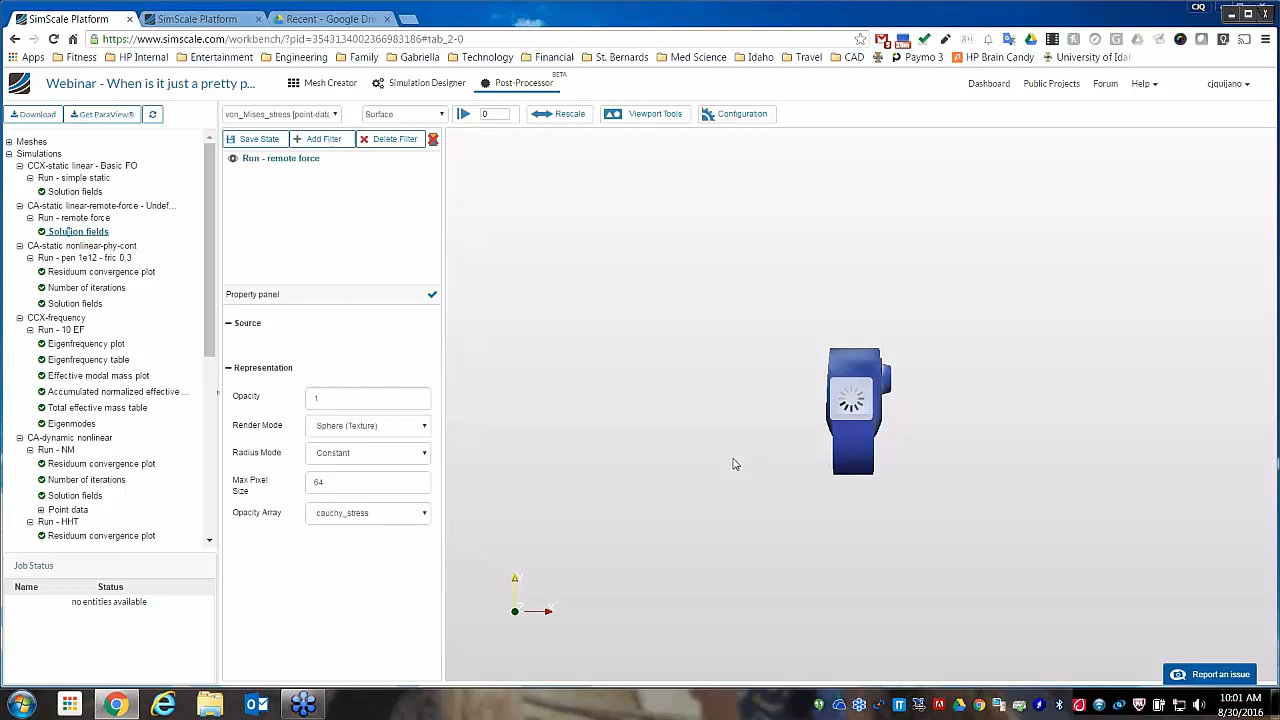 SimScale Platform
SimScale Platform
Recent - Google Dri
CIQ
https://www.simscale.com/workbench/?pid=3543134002366983186#tab_2-0
Apps
Fitness
HP Internal
Entertainment
Engineering
Family
Gabriella
Technology
Financial
St. Bernards
Med Science
Idaho
Travel
CAD
HP Brain Candy
Paymo 3
University of Idah
Webinar - When is it just a pretty p...
Mesh Creator
Simulation Designer
Post-Processor
BETA
Dashboard
Public Projects
Forum
Help
cjquijano
Download
Get ParaView®
von_Mises_stress [point-data
Surface
0
Rescale
Viewport Tools
Configuration
Save State
Add Filter
Delete Filter
Run - remote force
Meshes
Simulations
CCX-static linear - Basic FO
Run - simple static
Solution fields
CA-static linear-remote-force - Undef...
Run - remote force
Solution fields
CA-static nonlinear-phy-cont
Run - pen 1e12 - fric 0.3
Residuum convergence plot
Number of iterations
Solution fields
CCX-frequency
Run - 10 EF
Eigenfrequency plot
Eigenfrequency table
Effective modal mass plot
Accumulated normalized effective ...
Total effective mass table
Eigenmodes
CA-dynamic nonlinear
Run - NM
Residuum convergence plot
Number of iterations
Solution fields
Point data
Run - HHT
Residuum convergence plot
Job Status
Name Status
no entities available
Property panel
Source
Representation
Opacity
1
Render Mode
Sphere (Texture)
Radius Mode
Constant
Max Pixel
Size
64
Opacity Array
cauchy_stress
Y
Z
X
Report an issue
10:01 AM
8/30/2016